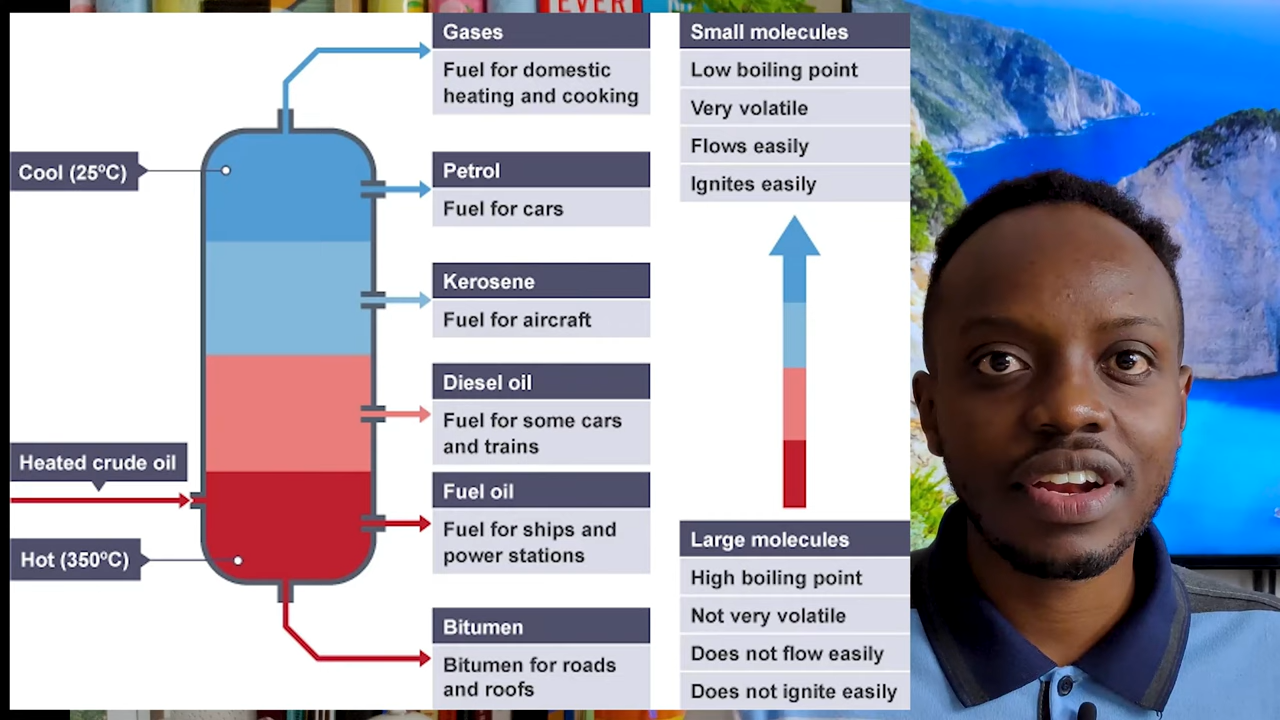 EVER
Gases
Fuel for domestic
heating and cooking
Cool (25ºC)
Petrol
Fuel for cars
Kerosene
Fuel for aircraft
Diesel oil
Fuel for some cars
and trains
Heated crude oil
Fuel oil
Fuel for ships and
power stations
Hot (350ºC)
Bitumen
Bitumen for roads
and roofs
Small molecules
Low boiling point
Very volatile
Flows easily
Ignites easily
Large molecules
High boiling point
Not very volatile
Does not flow easily
Does not ignite easily